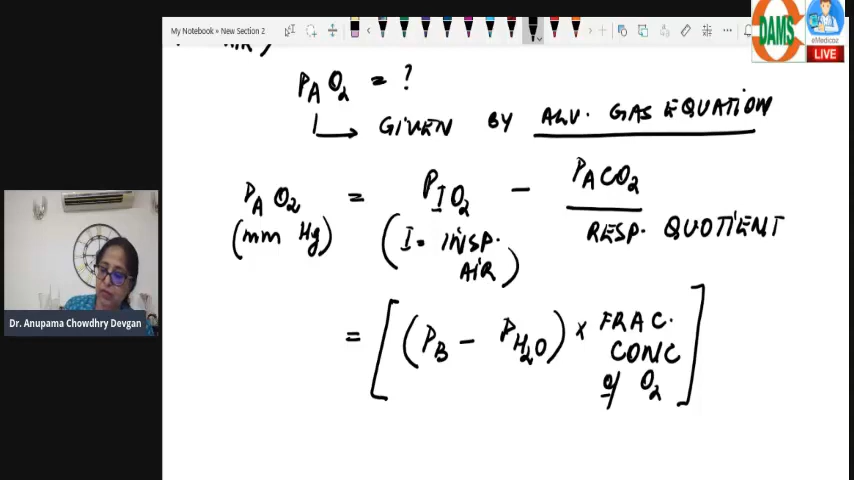 My Notebook » New Section 2
DAMS
eMedicoz
LIVE
PAO2 = ?
GIVEN BY ALV. GAS EQUATION
PAO2 = PIO2 - PACO2
(mm Hg) (I = INSP. RESP. QUOTIENT
AIR)
= [(PB - PH2O) x FRAC.
CONC
of O2]
Dr. Anupama Chowdhry Devgan